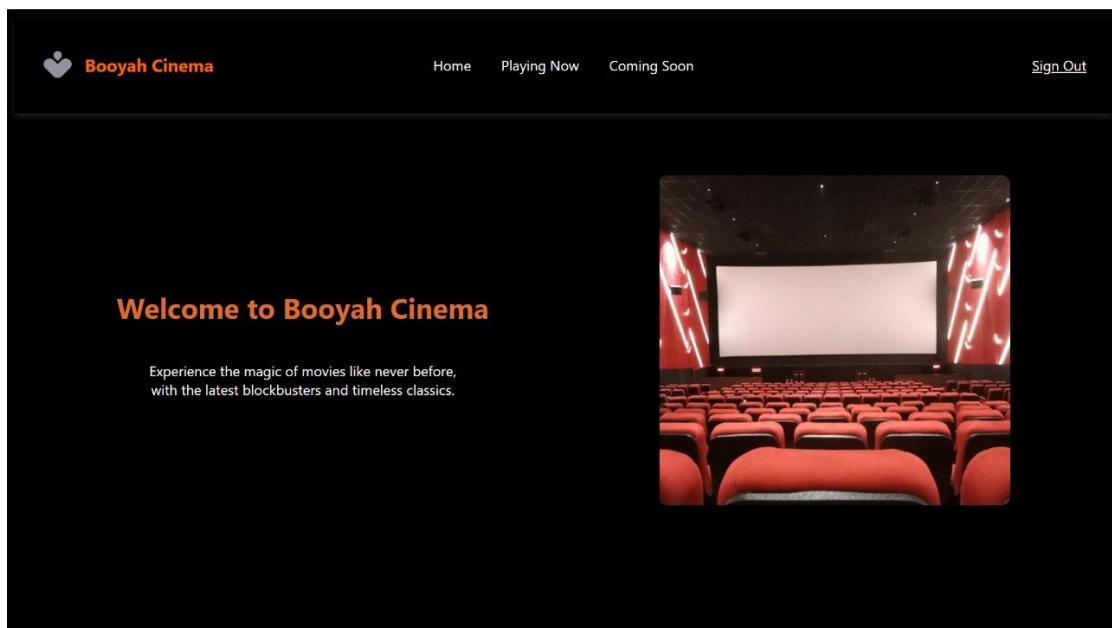 Booyah Cinema
Home
Playing Now
Coming Soon
Sign Out
Welcome to Booyah Cinema
Experience the magic of movies like never before,
with the latest blockbusters and timeless classics.